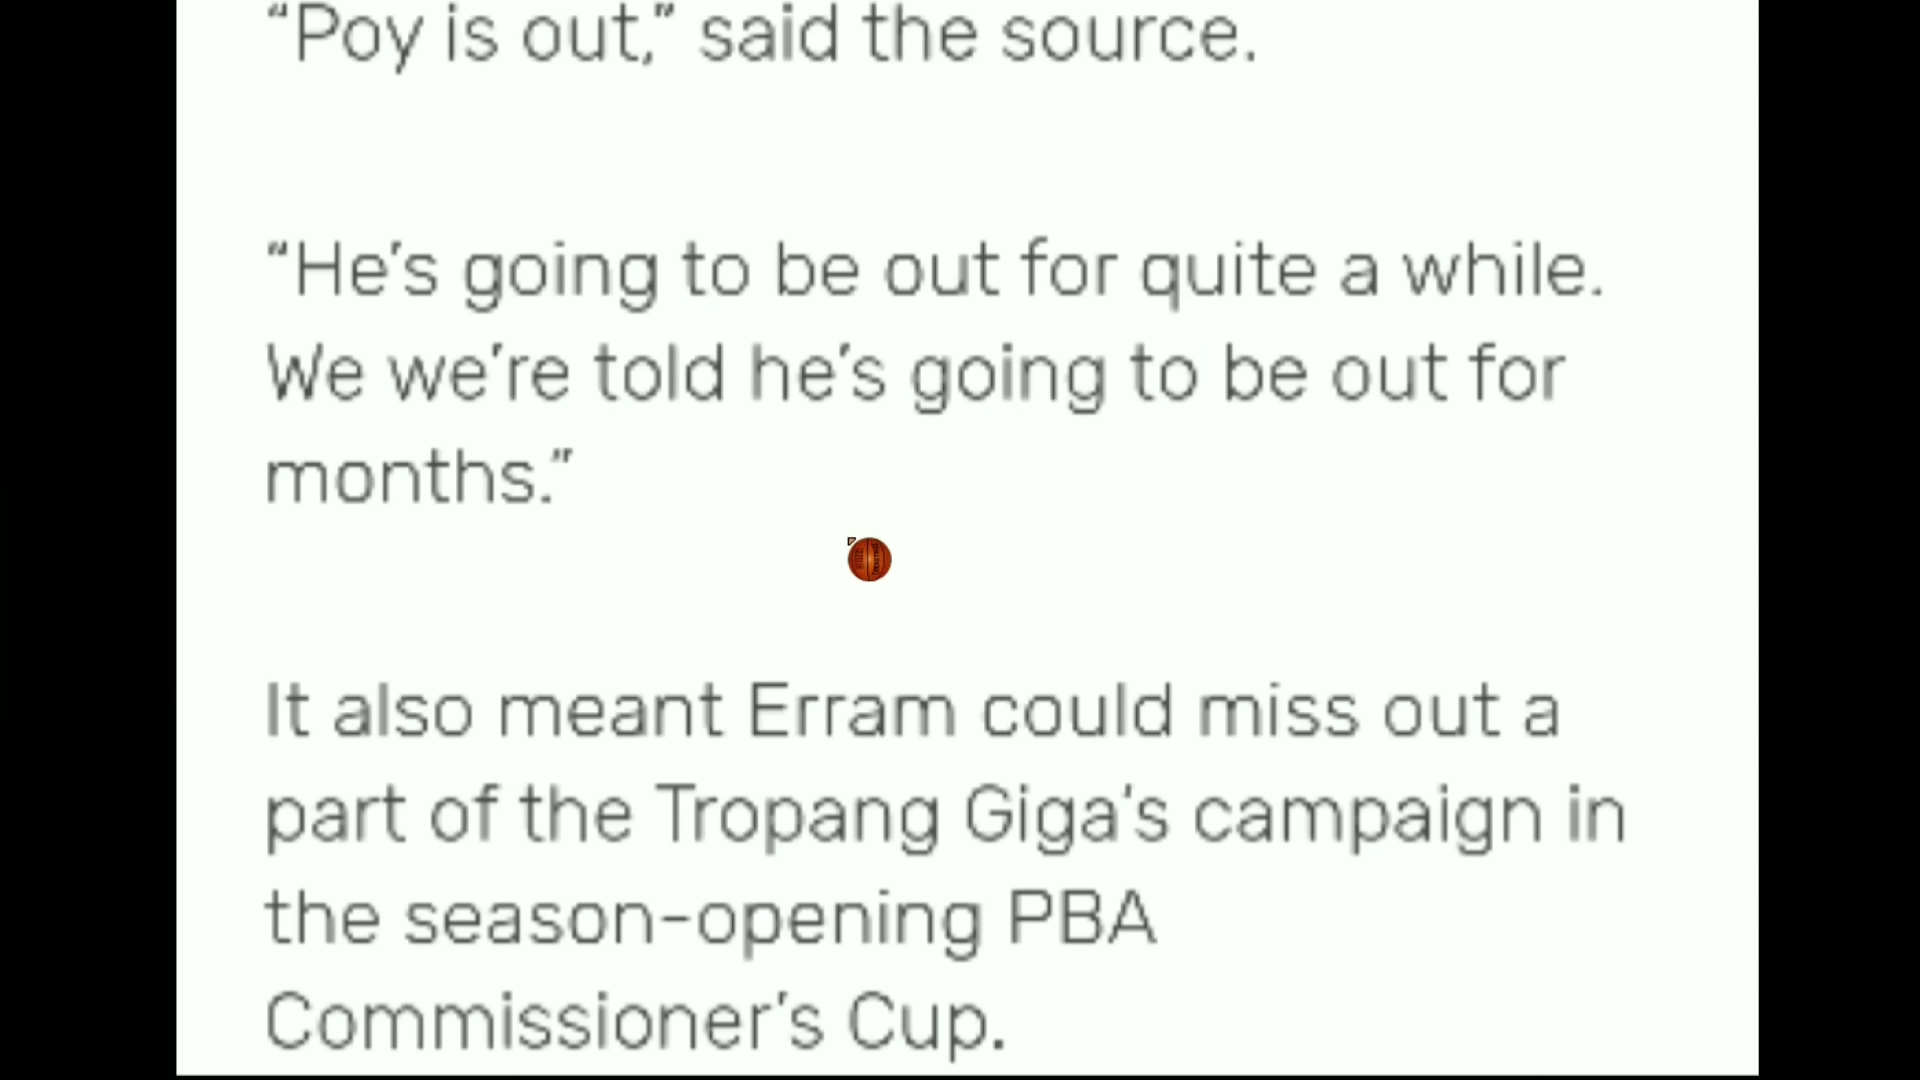 “Poy is out,” said the source.
“He’s going to be out for quite a while.
We we’re told he’s going to be out for
months.”
It also meant Erram could miss out a
part of the Tropang Giga’s campaign in
the season-opening PBA
Commissioner’s Cup.